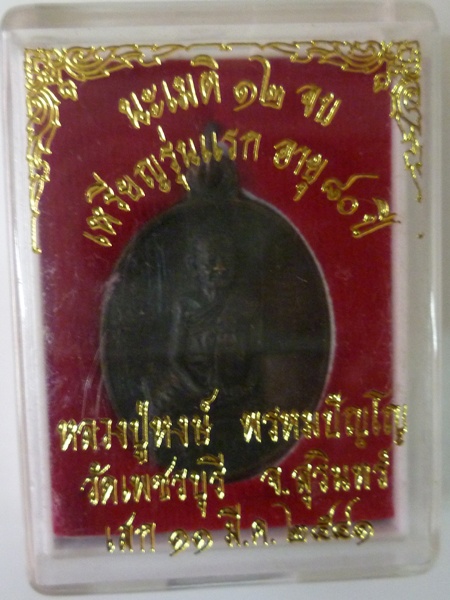 นะเมติ ๑๒ จบ
เหรียญรุ่นแรก อายุ ๘๐ ปี
หลวงปู่หงษ์ พรหมปัญโญ
วัดเพชรบุรี จ.สุรินทร์
เสก ๑๑ มี.ค. ๒๕๔๑